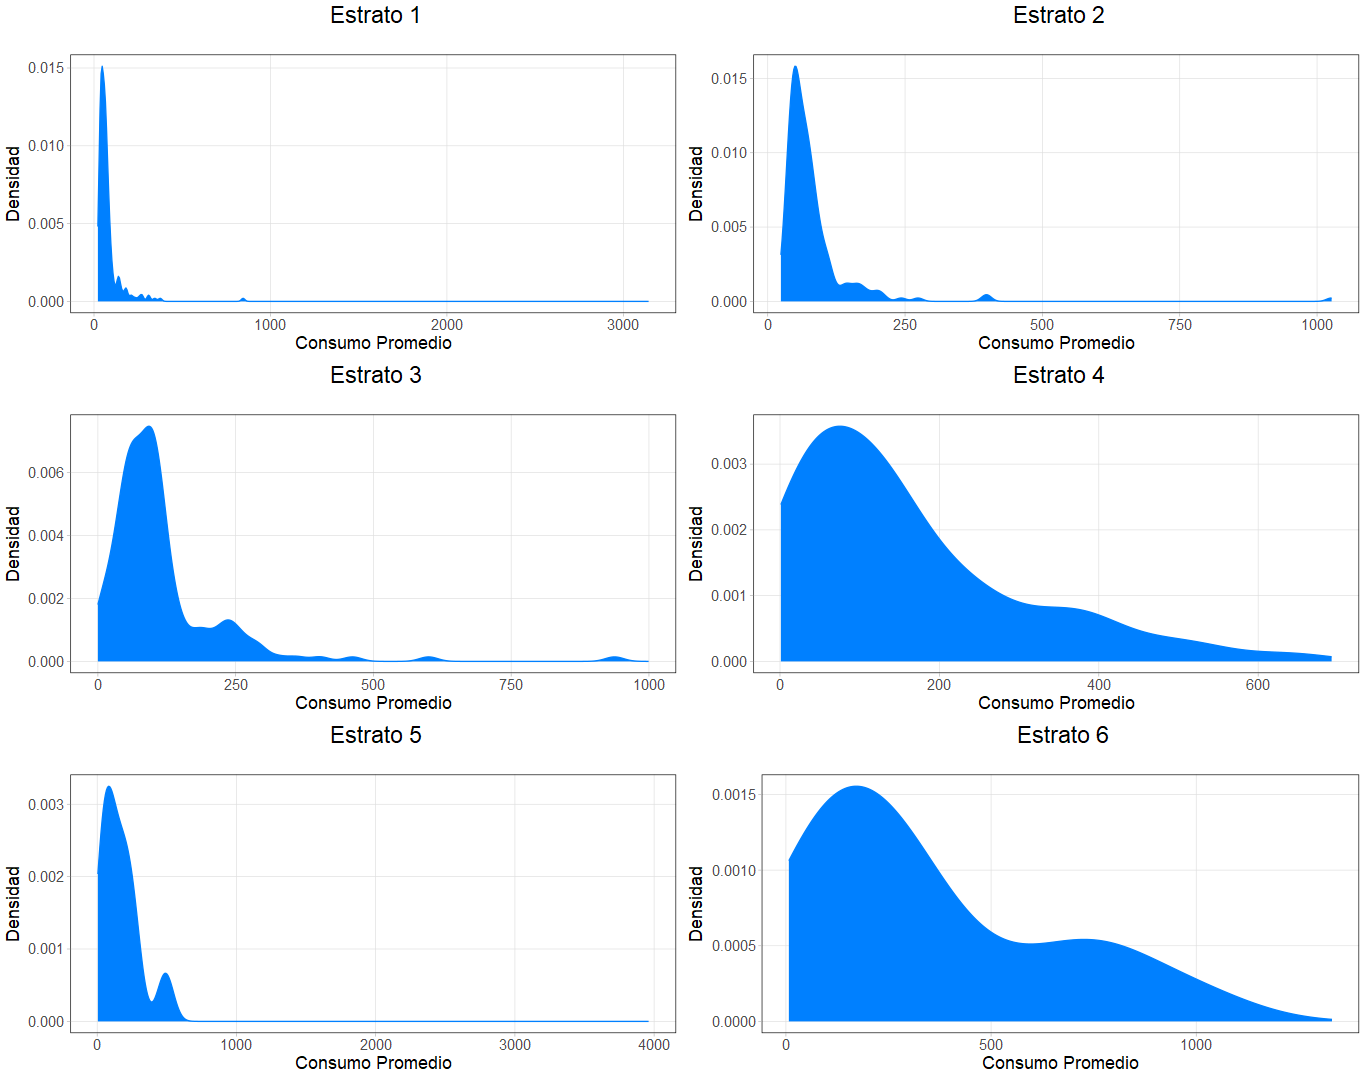 Estrato 1
Densidad
0.015
0.010
0.005
0.000
0 1000 2000 3000
Consumo Promedio
Estrato 2
Densidad
0.015
0.010
0.005
0.000
0 250 500 750 1000
Consumo Promedio
Estrato 3
Densidad
0.006
0.004
0.002
0.000
0 250 500 750 1000
Consumo Promedio
Estrato 4
Densidad
0.003
0.002
0.001
0.000
0 200 400 600
Consumo Promedio
Estrato 5
Densidad
0.003
0.002
0.001
0.000
0 1000 2000 3000 4000
Consumo Promedio
Estrato 6
Densidad
0.0015
0.0010
0.0005
0.0000
0 500 1000
Consumo Promedio